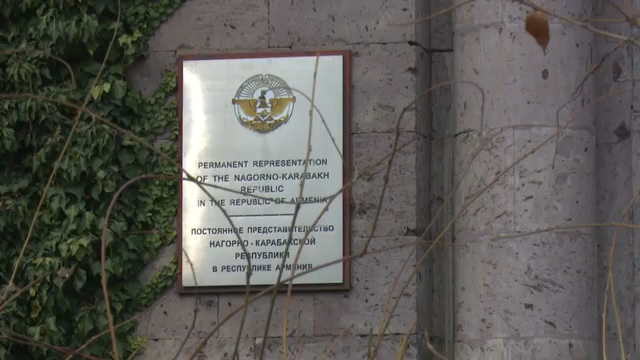 PERMANENT REPRESENTATION
OF THE NAGORNO-KARABAKH
REPUBLIC
IN THE REPUBLIC OF ARMENIA
ПОСТОЯННОЕ ПРЕДСТАВИТЕЛЬСТВО
НАГОРНО - КАРАБАХСКОЙ
РЕСПУБЛИКИ
В РЕСПУБЛИКЕ АРМЕНИЯ